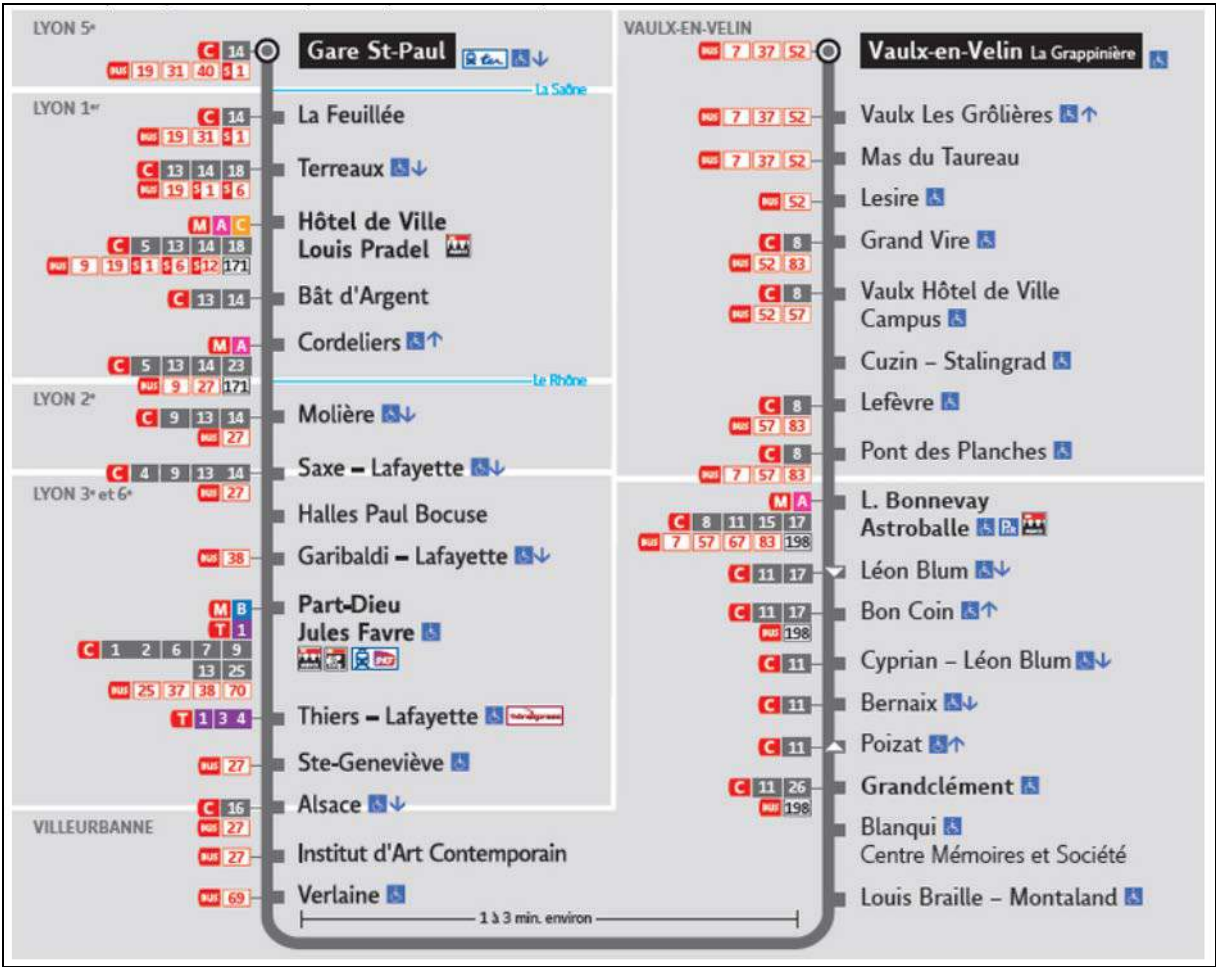 LYON 5e
C 14
Gare St-Paul ter
BUS 19 31 40 S1
La Saône
LYON 1er
C 14
La Feuillée
BUS 19 31 S1
C 13 14 18
Terreaux
BUS 19 S1 S6
M A C
Hôtel de Ville
C 5 13 14 18
Louis Pradel
BUS 9 19 S1 S6 S12 171
C 13 14
Bât d'Argent
M A
Cordeliers
C 5 13 14 23
BUS 9 27 171
Le Rhône
LYON 2e
C 9 13 14
Molière
BUS 27
C 4 9 13 14
Saxe – Lafayette
LYON 3e et 6e
BUS 27
Halles Paul Bocuse
BUS 38
Garibaldi – Lafayette
M B
Part-Dieu
T 1
Jules Favre
C 1 2 6 7 9
13 25
BUS 25 37 38 70
T 1 3 4
Thiers – Lafayette
BUS 27
Ste-Geneviève
C 16
Alsace
VILLEURBANNE
BUS 27
BUS 27
Institut d'Art Contemporain
BUS 69
Verlaine
1 à 3 min. environ
VAULX-EN-VELIN
BUS 7 37 52
Vaulx-en-Velin La Grappinière
BUS 7 37 52
Vaulx Les Grôlières
BUS 7 37 52
Mas du Taureau
BUS 52
Lesire
C 8
Grand Vire
BUS 52 83
C 8
Vaulx Hôtel de Ville
BUS 52 57
Campus
Cuzin – Stalingrad
C 8
Lefèvre
BUS 57 83
C 8
Pont des Planches
BUS 7 57 83
M A
L. Bonnevay
C 8 11 15 17
Astroballe P+R
BUS 7 57 67 83 198
C 11 17
Léon Blum
C 11 17
Bon Coin
BUS 198
C 11
Cyprian – Léon Blum
C 11
Bernaix
C 11
Poizat
C 11 26
Grandclément
BUS 198
Blanqui
Centre Mémoires et Société
Louis Braille – Montaland